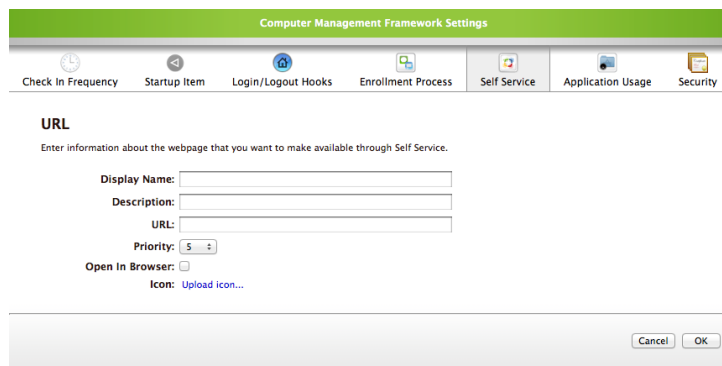 Computer Management Framework Settings
Check In Frequency Startup Item Login/Logout Hooks Enrollment Process Self Service Application Usage Security
URL
Enter information about the webpage that you want to make available through Self Service.
Display Name:
Description:
URL:
Priority: 5
Open In Browser:
Icon: Upload icon...
Cancel OK